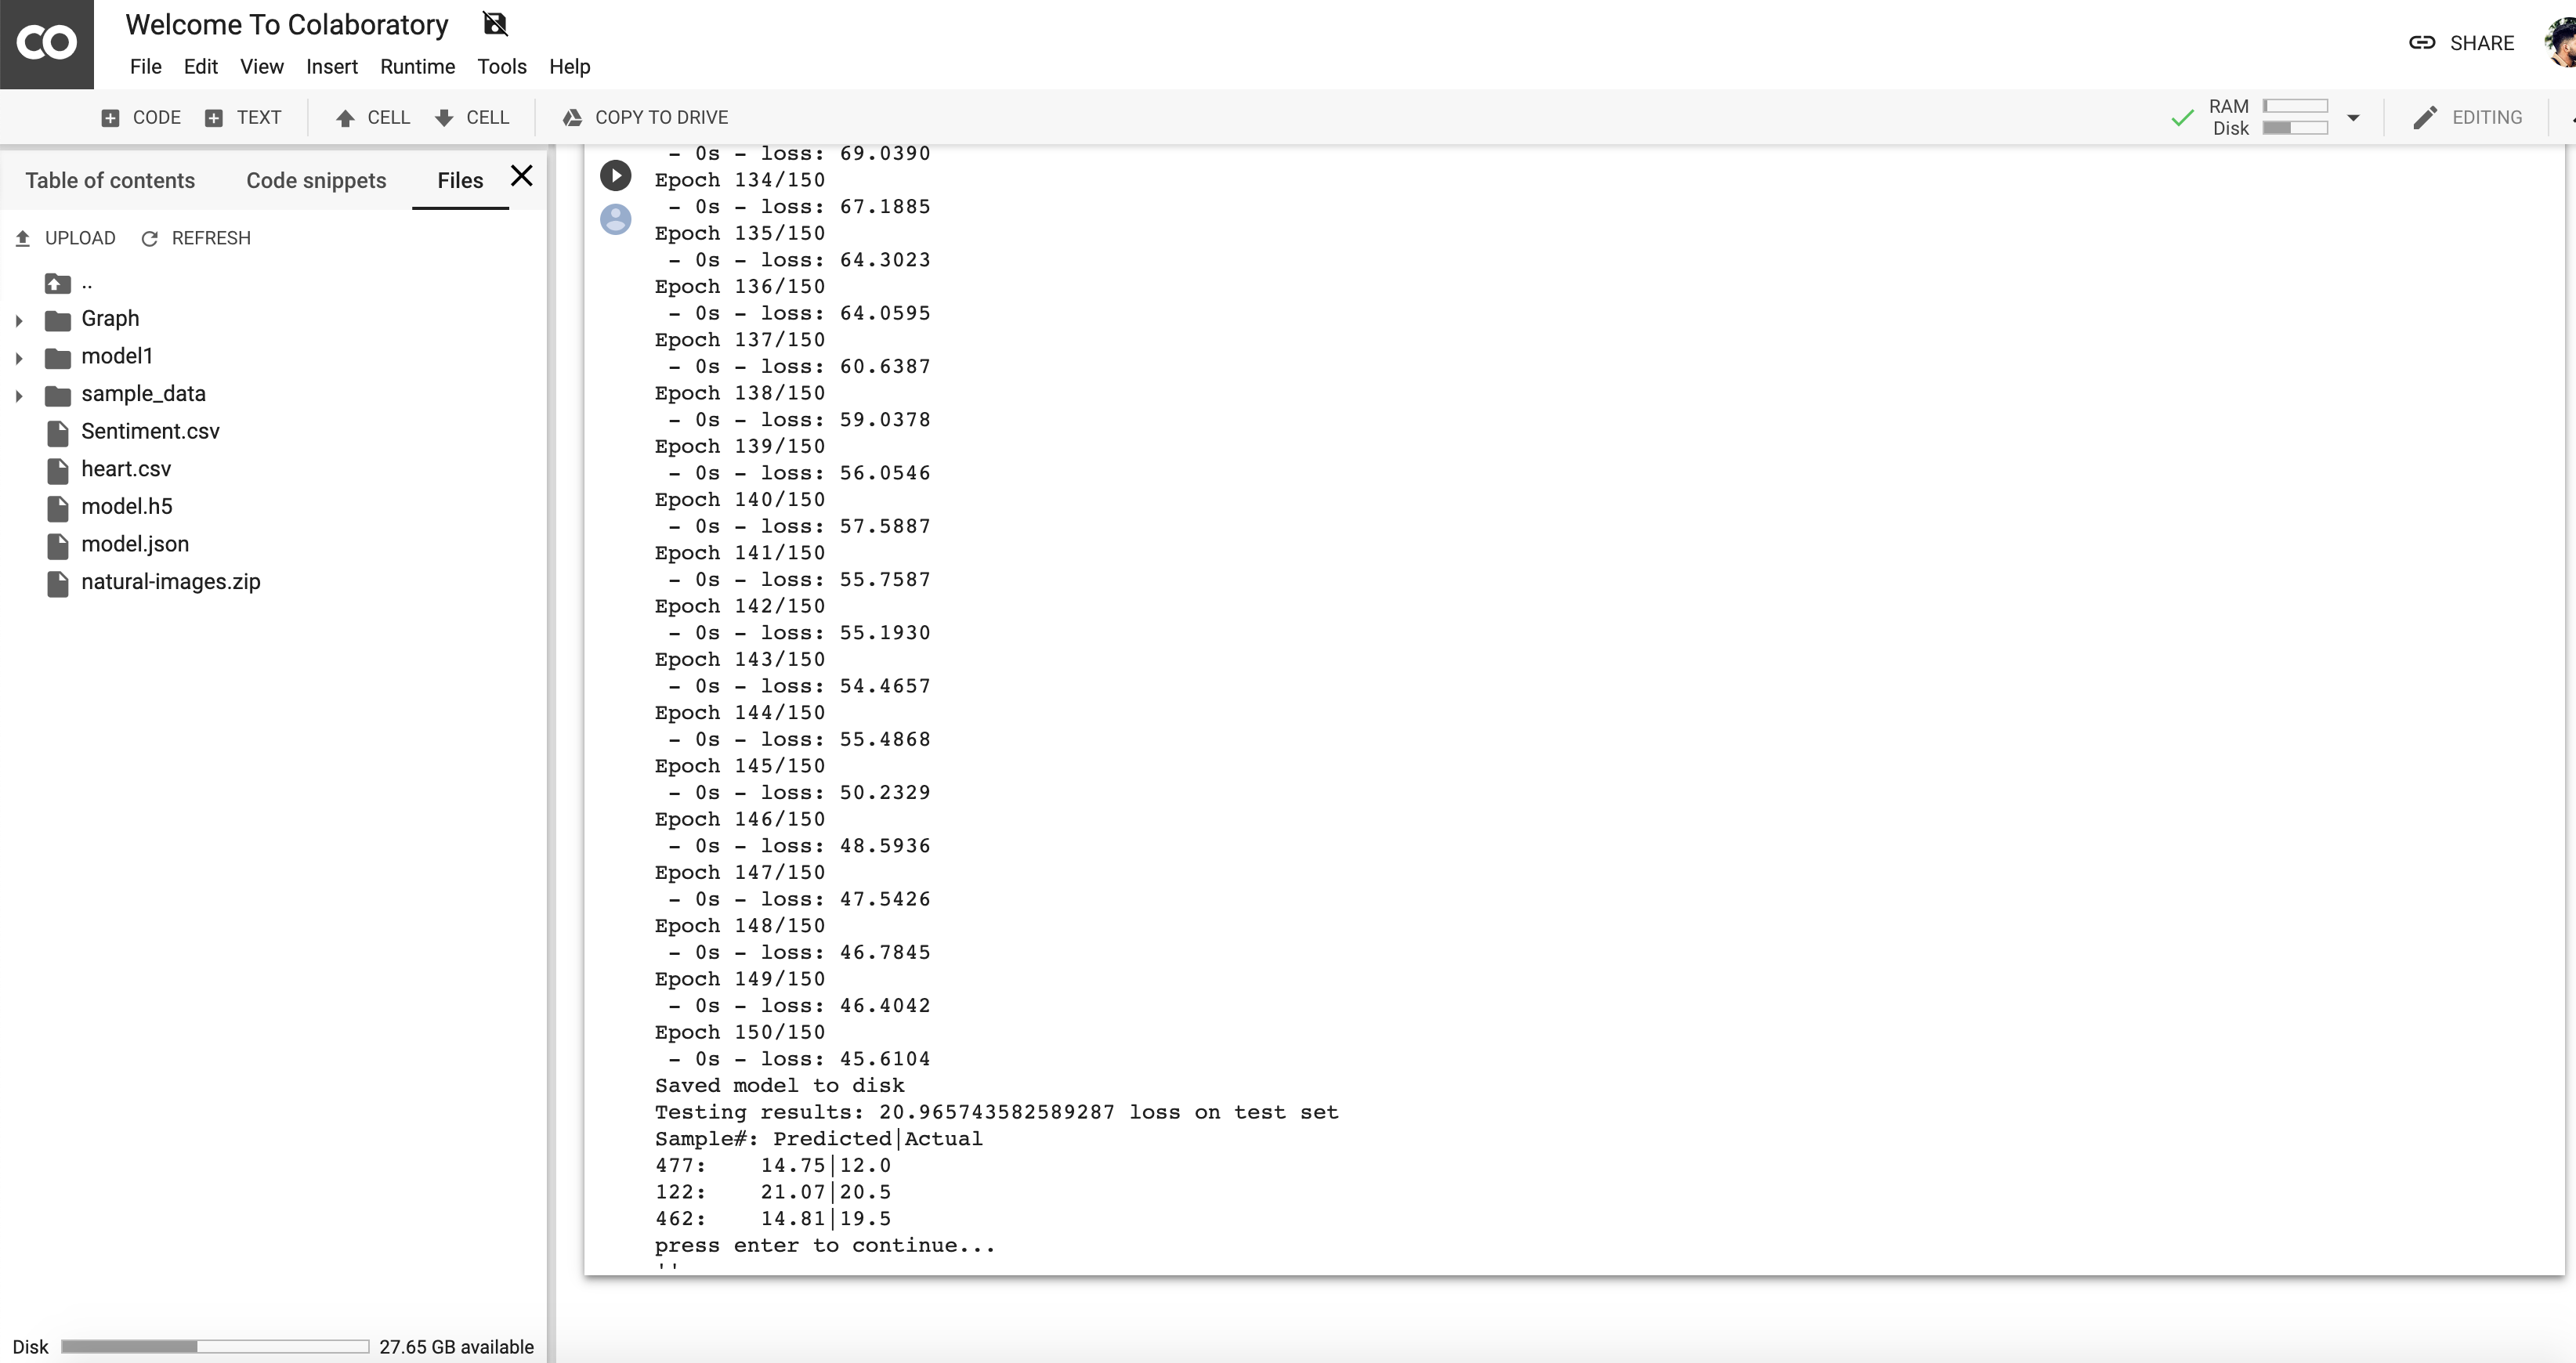 CO
Welcome To Colaboratory
File Edit View Insert Runtime Tools Help
SHARE
CODE TEXT CELL CELL COPY TO DRIVE
RAM
Disk
EDITING
Table of contents Code snippets Files
UPLOAD REFRESH
..
Graph
model1
sample_data
Sentiment.csv
heart.csv
model.h5
model.json
natural-images.zip
Disk 27.65 GB available
- 0s - loss: 69.0390
Epoch 134/150
- 0s - loss: 67.1885
Epoch 135/150
- 0s - loss: 64.3023
Epoch 136/150
- 0s - loss: 64.0595
Epoch 137/150
- 0s - loss: 60.6387
Epoch 138/150
- 0s - loss: 59.0378
Epoch 139/150
- 0s - loss: 56.0546
Epoch 140/150
- 0s - loss: 57.5887
Epoch 141/150
- 0s - loss: 55.7587
Epoch 142/150
- 0s - loss: 55.1930
Epoch 143/150
- 0s - loss: 54.4657
Epoch 144/150
- 0s - loss: 55.4868
Epoch 145/150
- 0s - loss: 50.2329
Epoch 146/150
- 0s - loss: 48.5936
Epoch 147/150
- 0s - loss: 47.5426
Epoch 148/150
- 0s - loss: 46.7845
Epoch 149/150
- 0s - loss: 46.4042
Epoch 150/150
- 0s - loss: 45.6104
Saved model to disk
Testing results: 20.965743582589287 loss on test set
Sample#: Predicted|Actual
477: 14.75|12.0
122: 21.07|20.5
462: 14.81|19.5
press enter to continue...
''